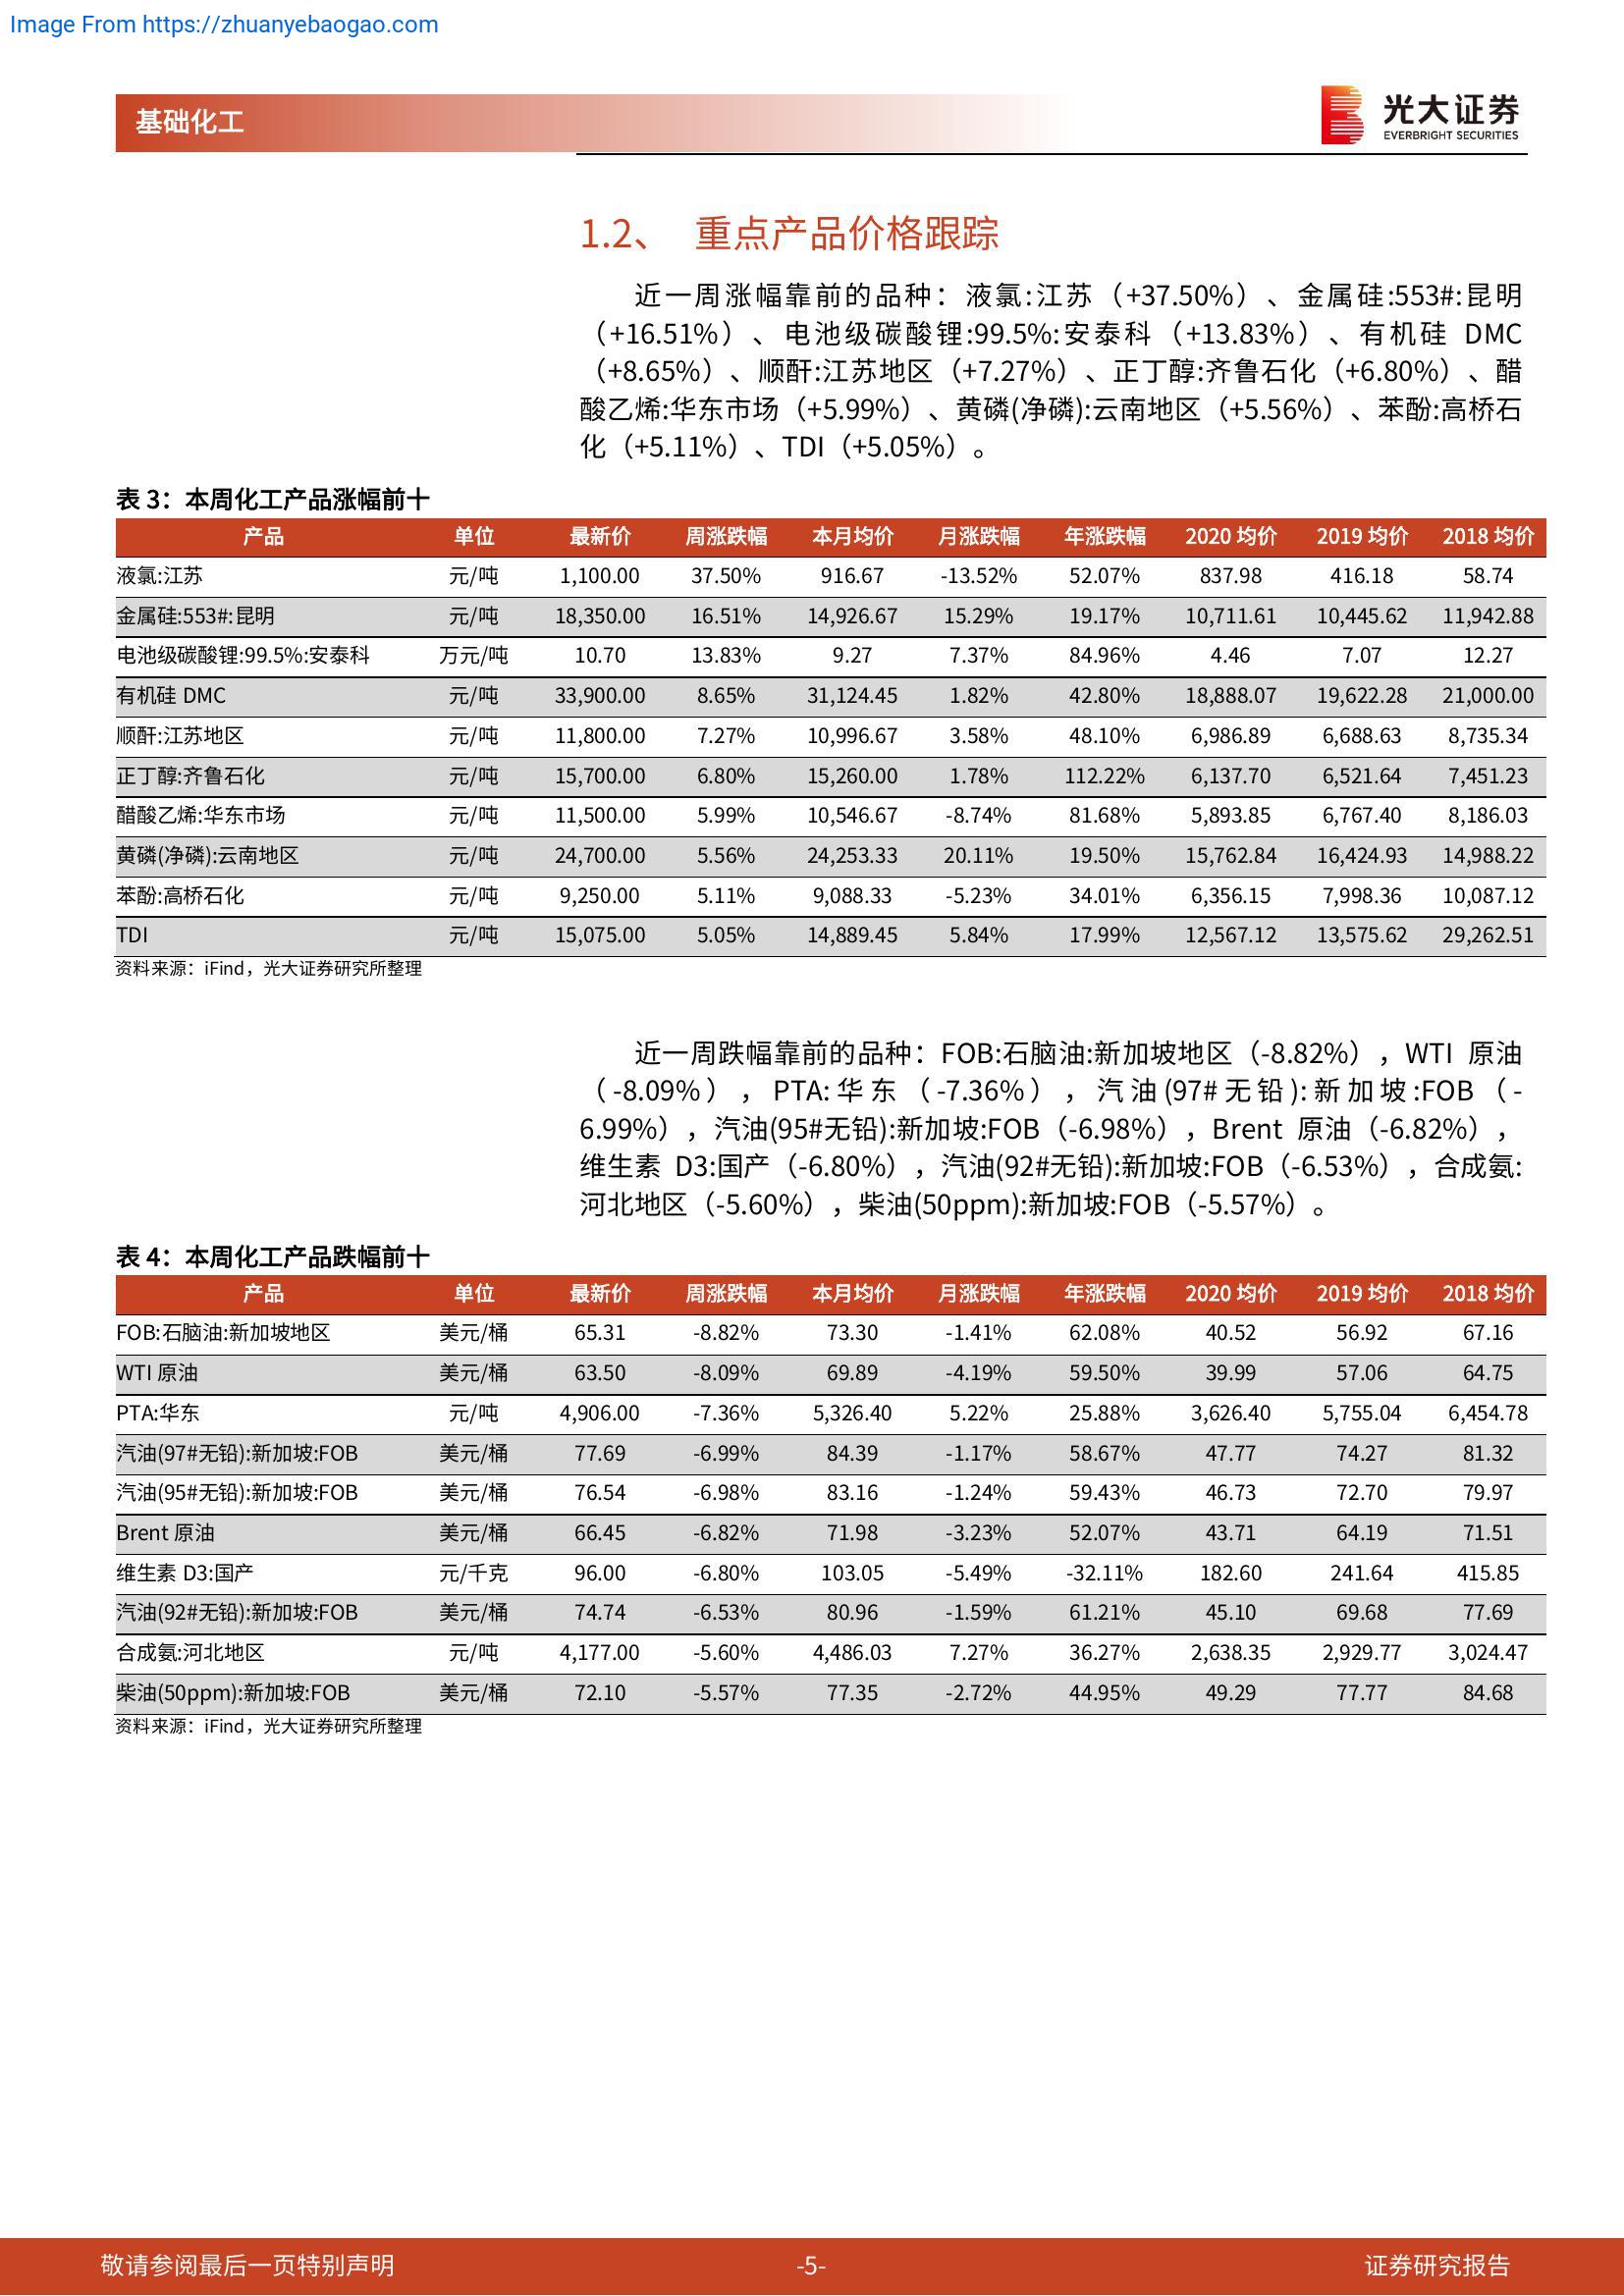 Image From https://zhuanyebaogao.com
基础化工
光大证券
EVERBRIGHT SECURITIES
1.2、 重点产品价格跟踪
近一周涨幅靠前的品种：液氯:江苏（+37.50%）、金属硅:553#:昆明
（+16.51%）、电池级碳酸锂:99.5%:安泰科（+13.83%）、有机硅 DMC
（+8.65%）、顺酐:江苏地区（+7.27%）、正丁醇:齐鲁石化（+6.80%）、醋
酸乙烯:华东市场（+5.99%）、黄磷(净磷):云南地区（+5.56%）、苯酚:高桥石
化（+5.11%）、TDI（+5.05%）。
表 3：本周化工产品涨幅前十
产品 单位 最新价 周涨跌幅 本月均价 月涨跌幅 年涨跌幅 2020 均价 2019 均价 2018 均价
液氯:江苏 元/吨 1,100.00 37.50% 916.67 -13.52% 52.07% 837.98 416.18 58.74
金属硅:553#:昆明 元/吨 18,350.00 16.51% 14,926.67 15.29% 19.17% 10,711.61 10,445.62 11,942.88
电池级碳酸锂:99.5%:安泰科 万元/吨 10.70 13.83% 9.27 7.37% 84.96% 4.46 7.07 12.27
有机硅 DMC 元/吨 33,900.00 8.65% 31,124.45 1.82% 42.80% 18,888.07 19,622.28 21,000.00
顺酐:江苏地区 元/吨 11,800.00 7.27% 10,996.67 3.58% 48.10% 6,986.89 6,688.63 8,735.34
正丁醇:齐鲁石化 元/吨 15,700.00 6.80% 15,260.00 1.78% 112.22% 6,137.70 6,521.64 7,451.23
醋酸乙烯:华东市场 元/吨 11,500.00 5.99% 10,546.67 -8.74% 81.68% 5,893.85 6,767.40 8,186.03
黄磷(净磷):云南地区 元/吨 24,700.00 5.56% 24,253.33 20.11% 19.50% 15,762.84 16,424.93 14,988.22
苯酚:高桥石化 元/吨 9,250.00 5.11% 9,088.33 -5.23% 34.01% 6,356.15 7,998.36 10,087.12
TDI 元/吨 15,075.00 5.05% 14,889.45 5.84% 17.99% 12,567.12 13,575.62 29,262.51
资料来源：iFind，光大证券研究所整理
近一周跌幅靠前的品种：FOB:石脑油:新加坡地区（-8.82%），WTI 原油
（-8.09%），PTA:华东（-7.36%），汽油(97#无铅):新加坡:FOB（-
6.99%），汽油(95#无铅):新加坡:FOB（-6.98%），Brent 原油（-6.82%），
维生素 D3:国产（-6.80%），汽油(92#无铅):新加坡:FOB（-6.53%），合成氨:
河北地区（-5.60%），柴油(50ppm):新加坡:FOB（-5.57%）。
表 4：本周化工产品跌幅前十
产品 单位 最新价 周涨跌幅 本月均价 月涨跌幅 年涨跌幅 2020 均价 2019 均价 2018 均价
FOB:石脑油:新加坡地区 美元/桶 65.31 -8.82% 73.30 -1.41% 62.08% 40.52 56.92 67.16
WTI 原油 美元/桶 63.50 -8.09% 69.89 -4.19% 59.50% 39.99 57.06 64.75
PTA:华东 元/吨 4,906.00 -7.36% 5,326.40 5.22% 25.88% 3,626.40 5,755.04 6,454.78
汽油(97#无铅):新加坡:FOB 美元/桶 77.69 -6.99% 84.39 -1.17% 58.67% 47.77 74.27 81.32
汽油(95#无铅):新加坡:FOB 美元/桶 76.54 -6.98% 83.16 -1.24% 59.43% 46.73 72.70 79.97
Brent 原油 美元/桶 66.45 -6.82% 71.98 -3.23% 52.07% 43.71 64.19 71.51
维生素 D3:国产 元/千克 96.00 -6.80% 103.05 -5.49% -32.11% 182.60 241.64 415.85
汽油(92#无铅):新加坡:FOB 美元/桶 74.74 -6.53% 80.96 -1.59% 61.21% 45.10 69.68 77.69
合成氨:河北地区 元/吨 4,177.00 -5.60% 4,486.03 7.27% 36.27% 2,638.35 2,929.77 3,024.47
柴油(50ppm):新加坡:FOB 美元/桶 72.10 -5.57% 77.35 -2.72% 44.95% 49.29 77.77 84.68
资料来源：iFind，光大证券研究所整理
敬请参阅最后一页特别声明 -5- 证券研究报告